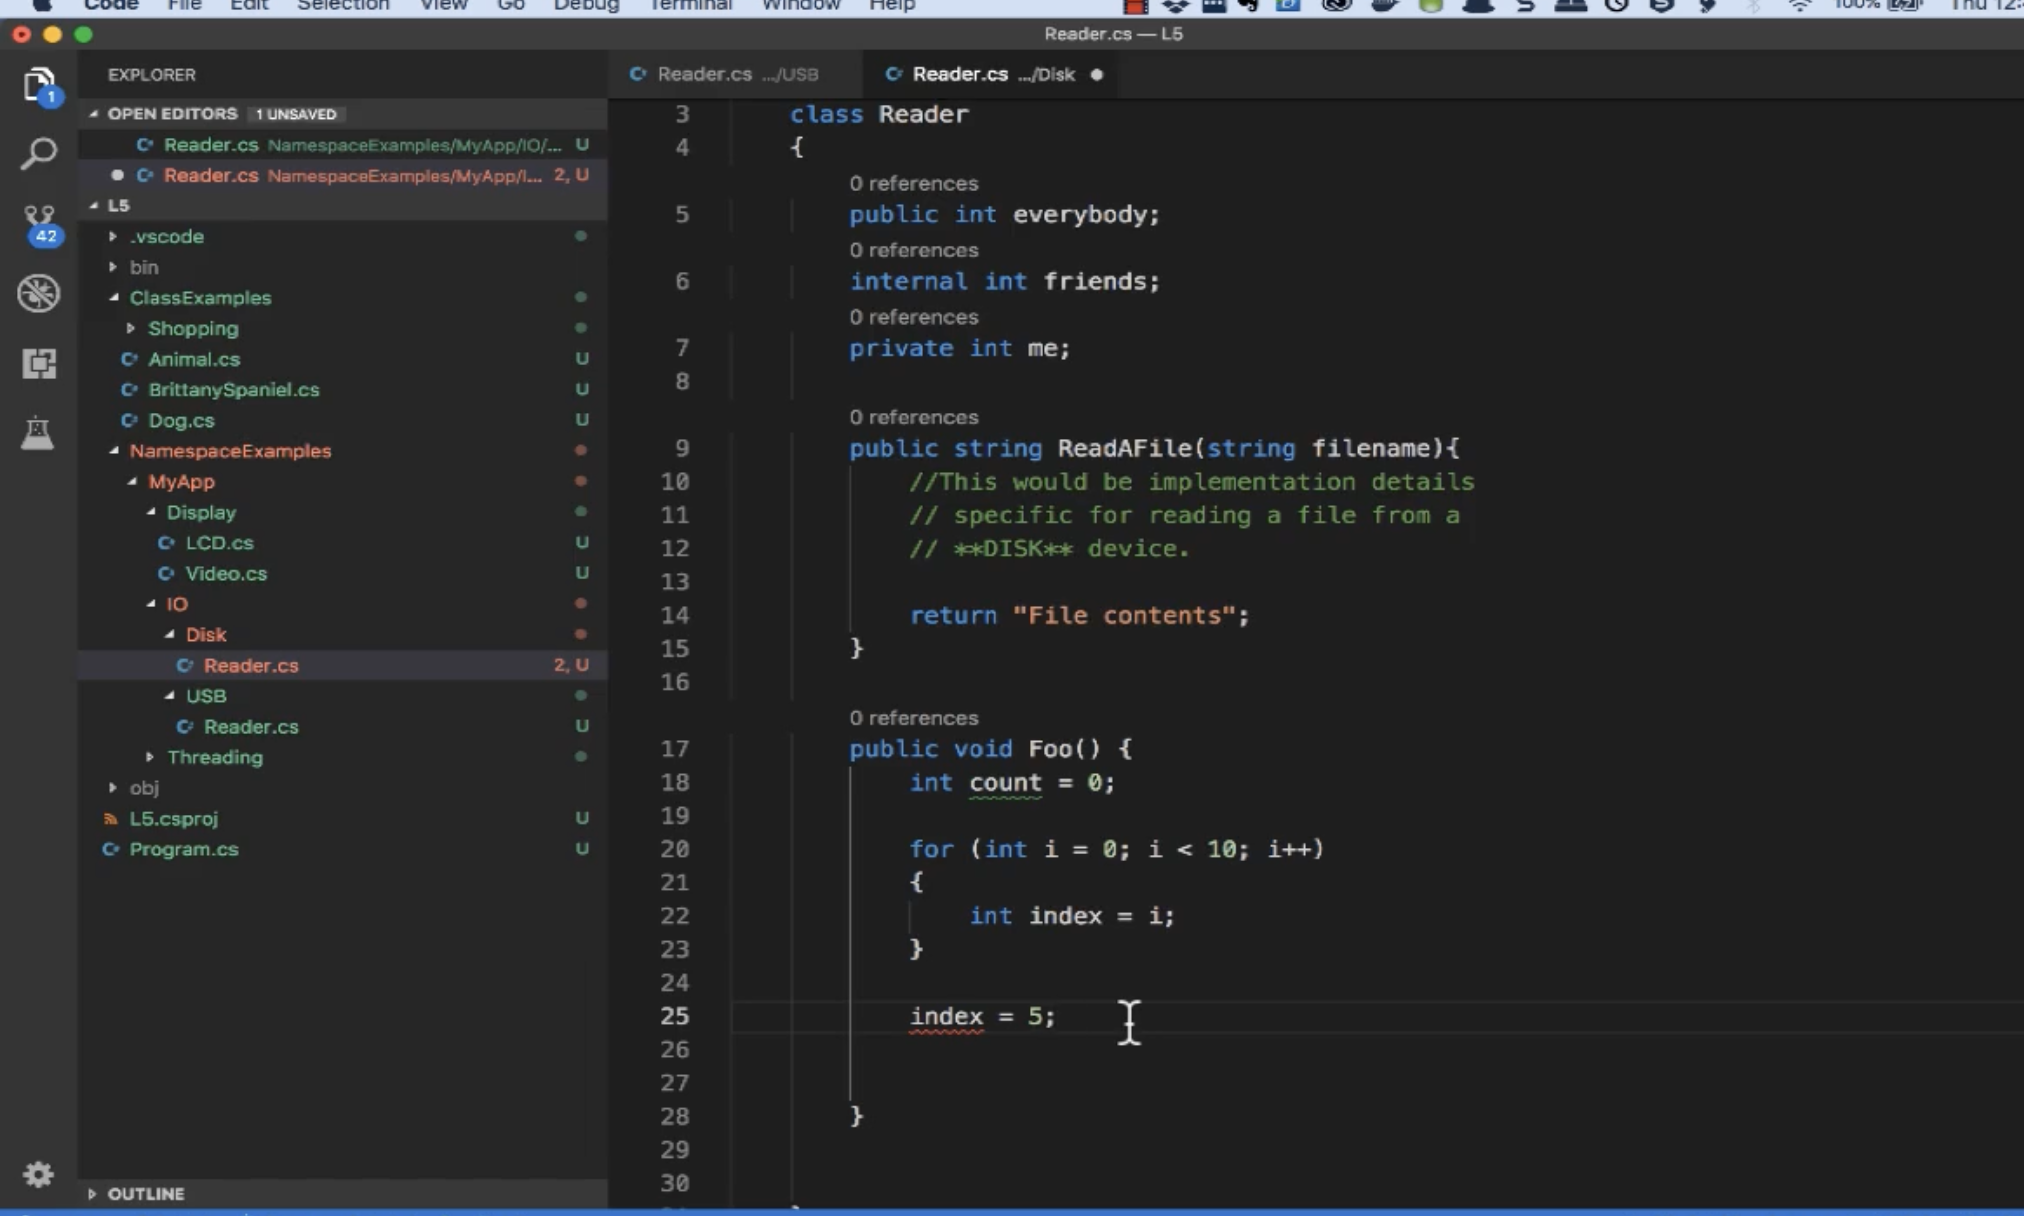 Code File Edit Selection View Go Debug Terminal Window Help 100% Thu 12:
Reader.cs — L5
EXPLORER
OPEN EDITORS 1 UNSAVED
Reader.cs NamespaceExamples/MyApp/IO/... U
Reader.cs NamespaceExamples/MyApp/I... 2, U
L5
.vscode
bin
ClassExamples
Shopping
Animal.cs U
BrittanySpaniel.cs U
Dog.cs U
NamespaceExamples
MyApp
Display
LCD.cs U
Video.cs U
IO
Disk
Reader.cs 2, U
USB
Reader.cs U
Threading
obj
L5.csproj U
Program.cs U
OUTLINE
1
42
Reader.cs .../USB
Reader.cs .../Disk
3 class Reader
4 {
0 references
5 public int everybody;
0 references
6 internal int friends;
0 references
7 private int me;
8
0 references
9 public string ReadAFile(string filename){
10 //This would be implementation details
11 // specific for reading a file from a
12 // **DISK** device.
13
14 return "File contents";
15 }
16
0 references
17 public void Foo() {
18 int count = 0;
19
20 for (int i = 0; i < 10; i++)
21 {
22 int index = i;
23 }
24
25 index = 5;
26
27
28 }
29
30